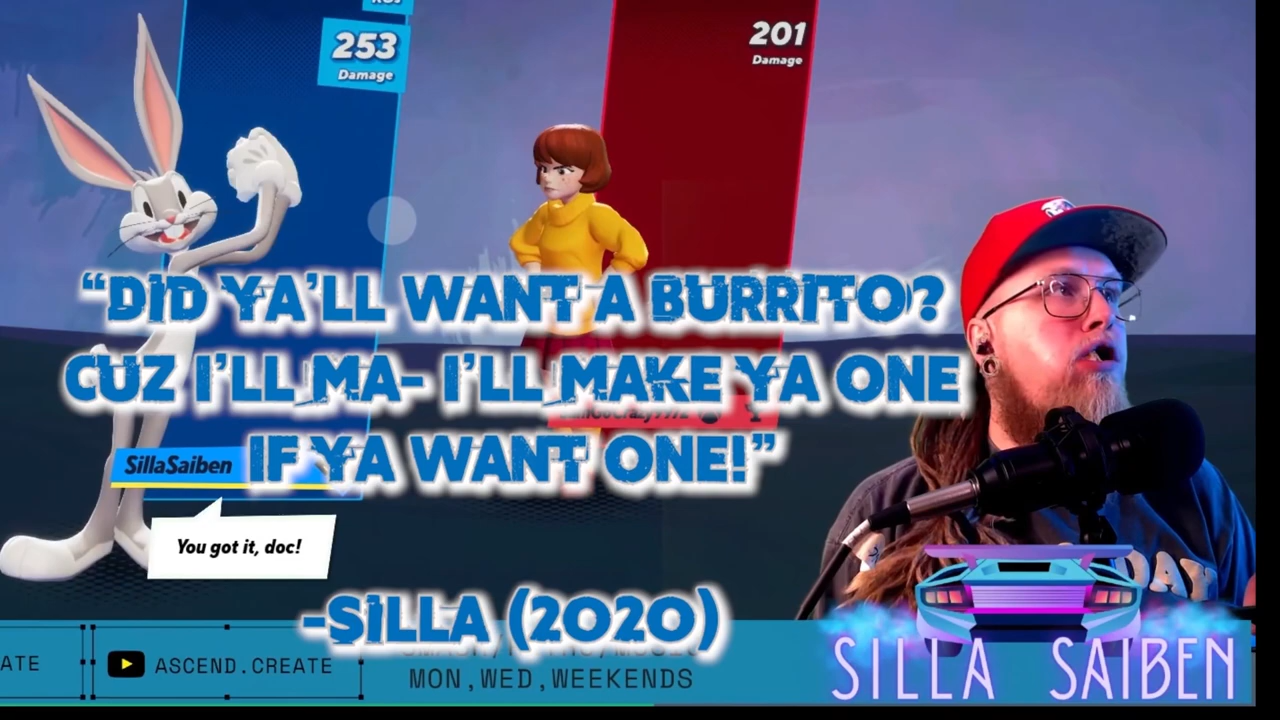 253
Damage
201
Damage
“DID YA’LL WANT A BURRITO?
CUZ I’LL MA- I’LL MAKE YA ONE
IF YA WANT ONE!”
SillaSaiben
You got it, doc!
-SILLA (2020)
ATE
ASCEND.CREATE
MON,WED,WEEKENDS
DAY
SILLA SAIBEN